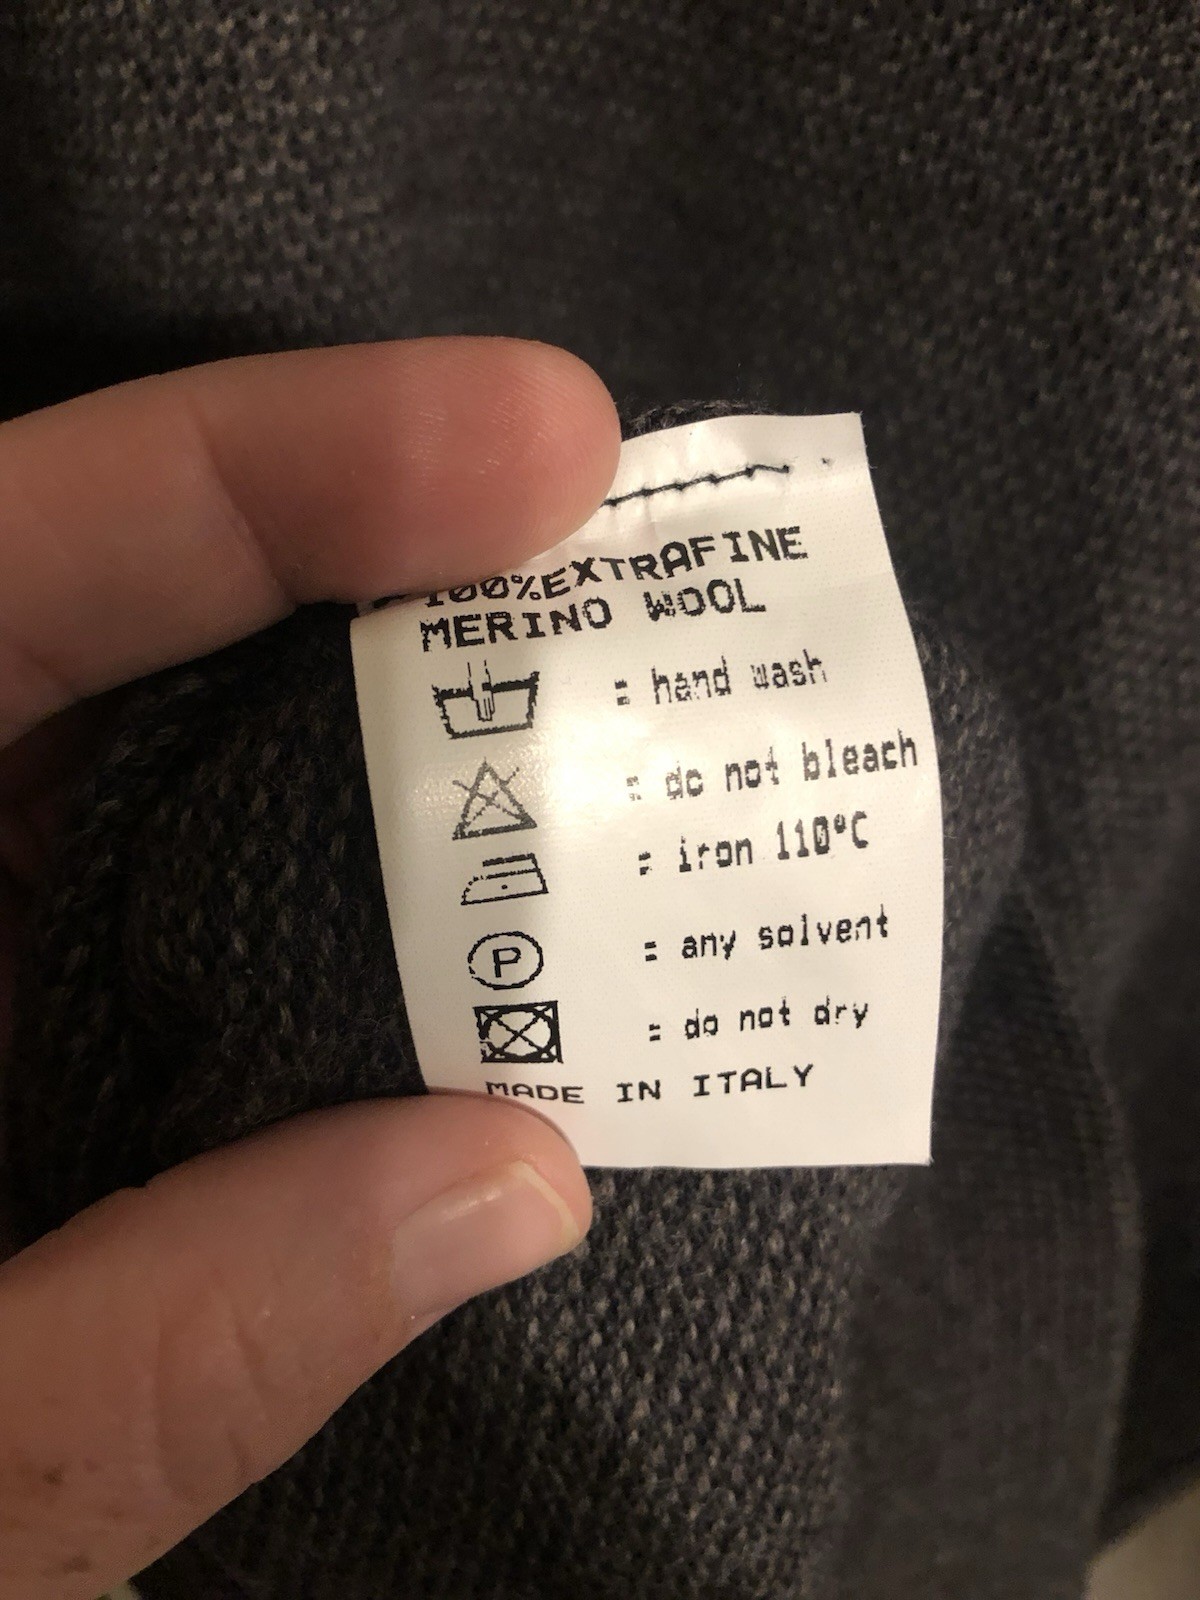 100%EXTRAFINE
MERINO WOOL
= hand wash
= do not bleach
= iron 110°C
P = any solvent
= do not dry
MADE IN ITALY